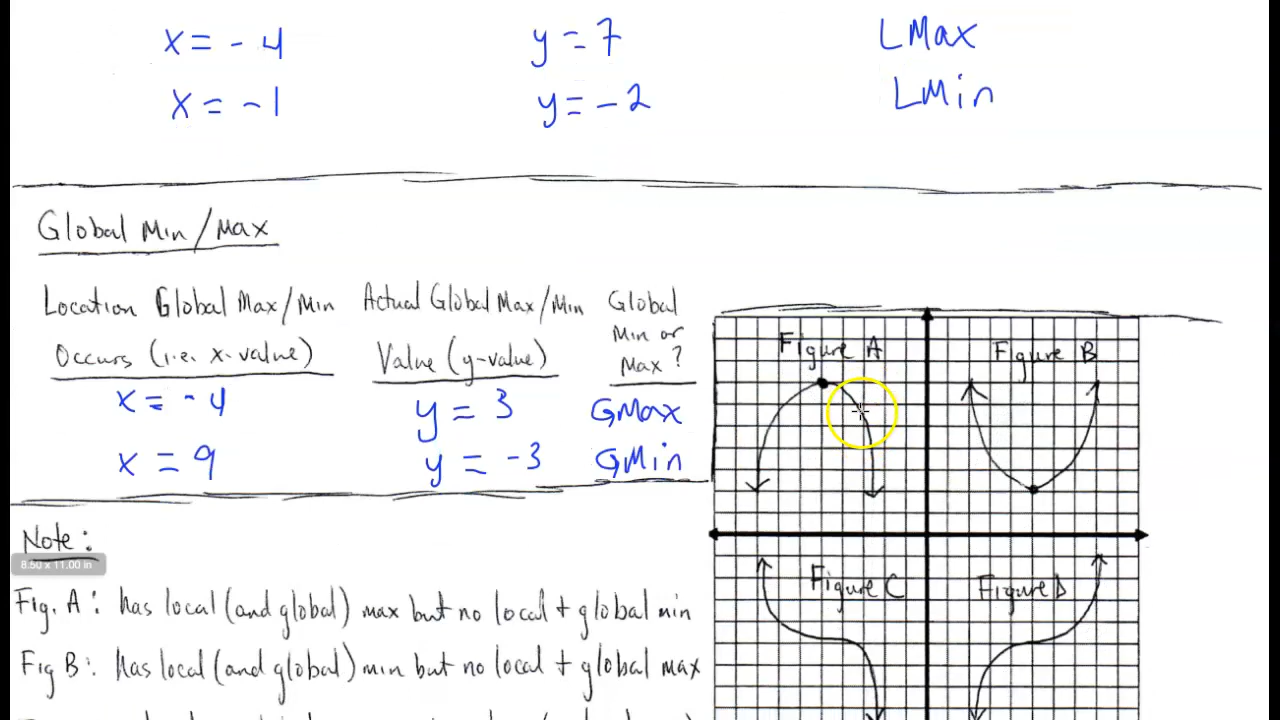 x = -4 y = 7 LMax
x = -1 y = -2 LMin
Global Min/Max
Location Global Max/Min Actual Global Max/Min Global
Occurs (i.e. x-value) Value (y-value) Min or
Max?
x = -4 y = 3 GMax
x = 9 y = -3 GMin
Figure A Figure B
Figure C Figure D
Note:
8.50 x 11.00 in
Fig. A: has local (and global) max but no local + global min
Fig B: has local (and global) min but no local + global max